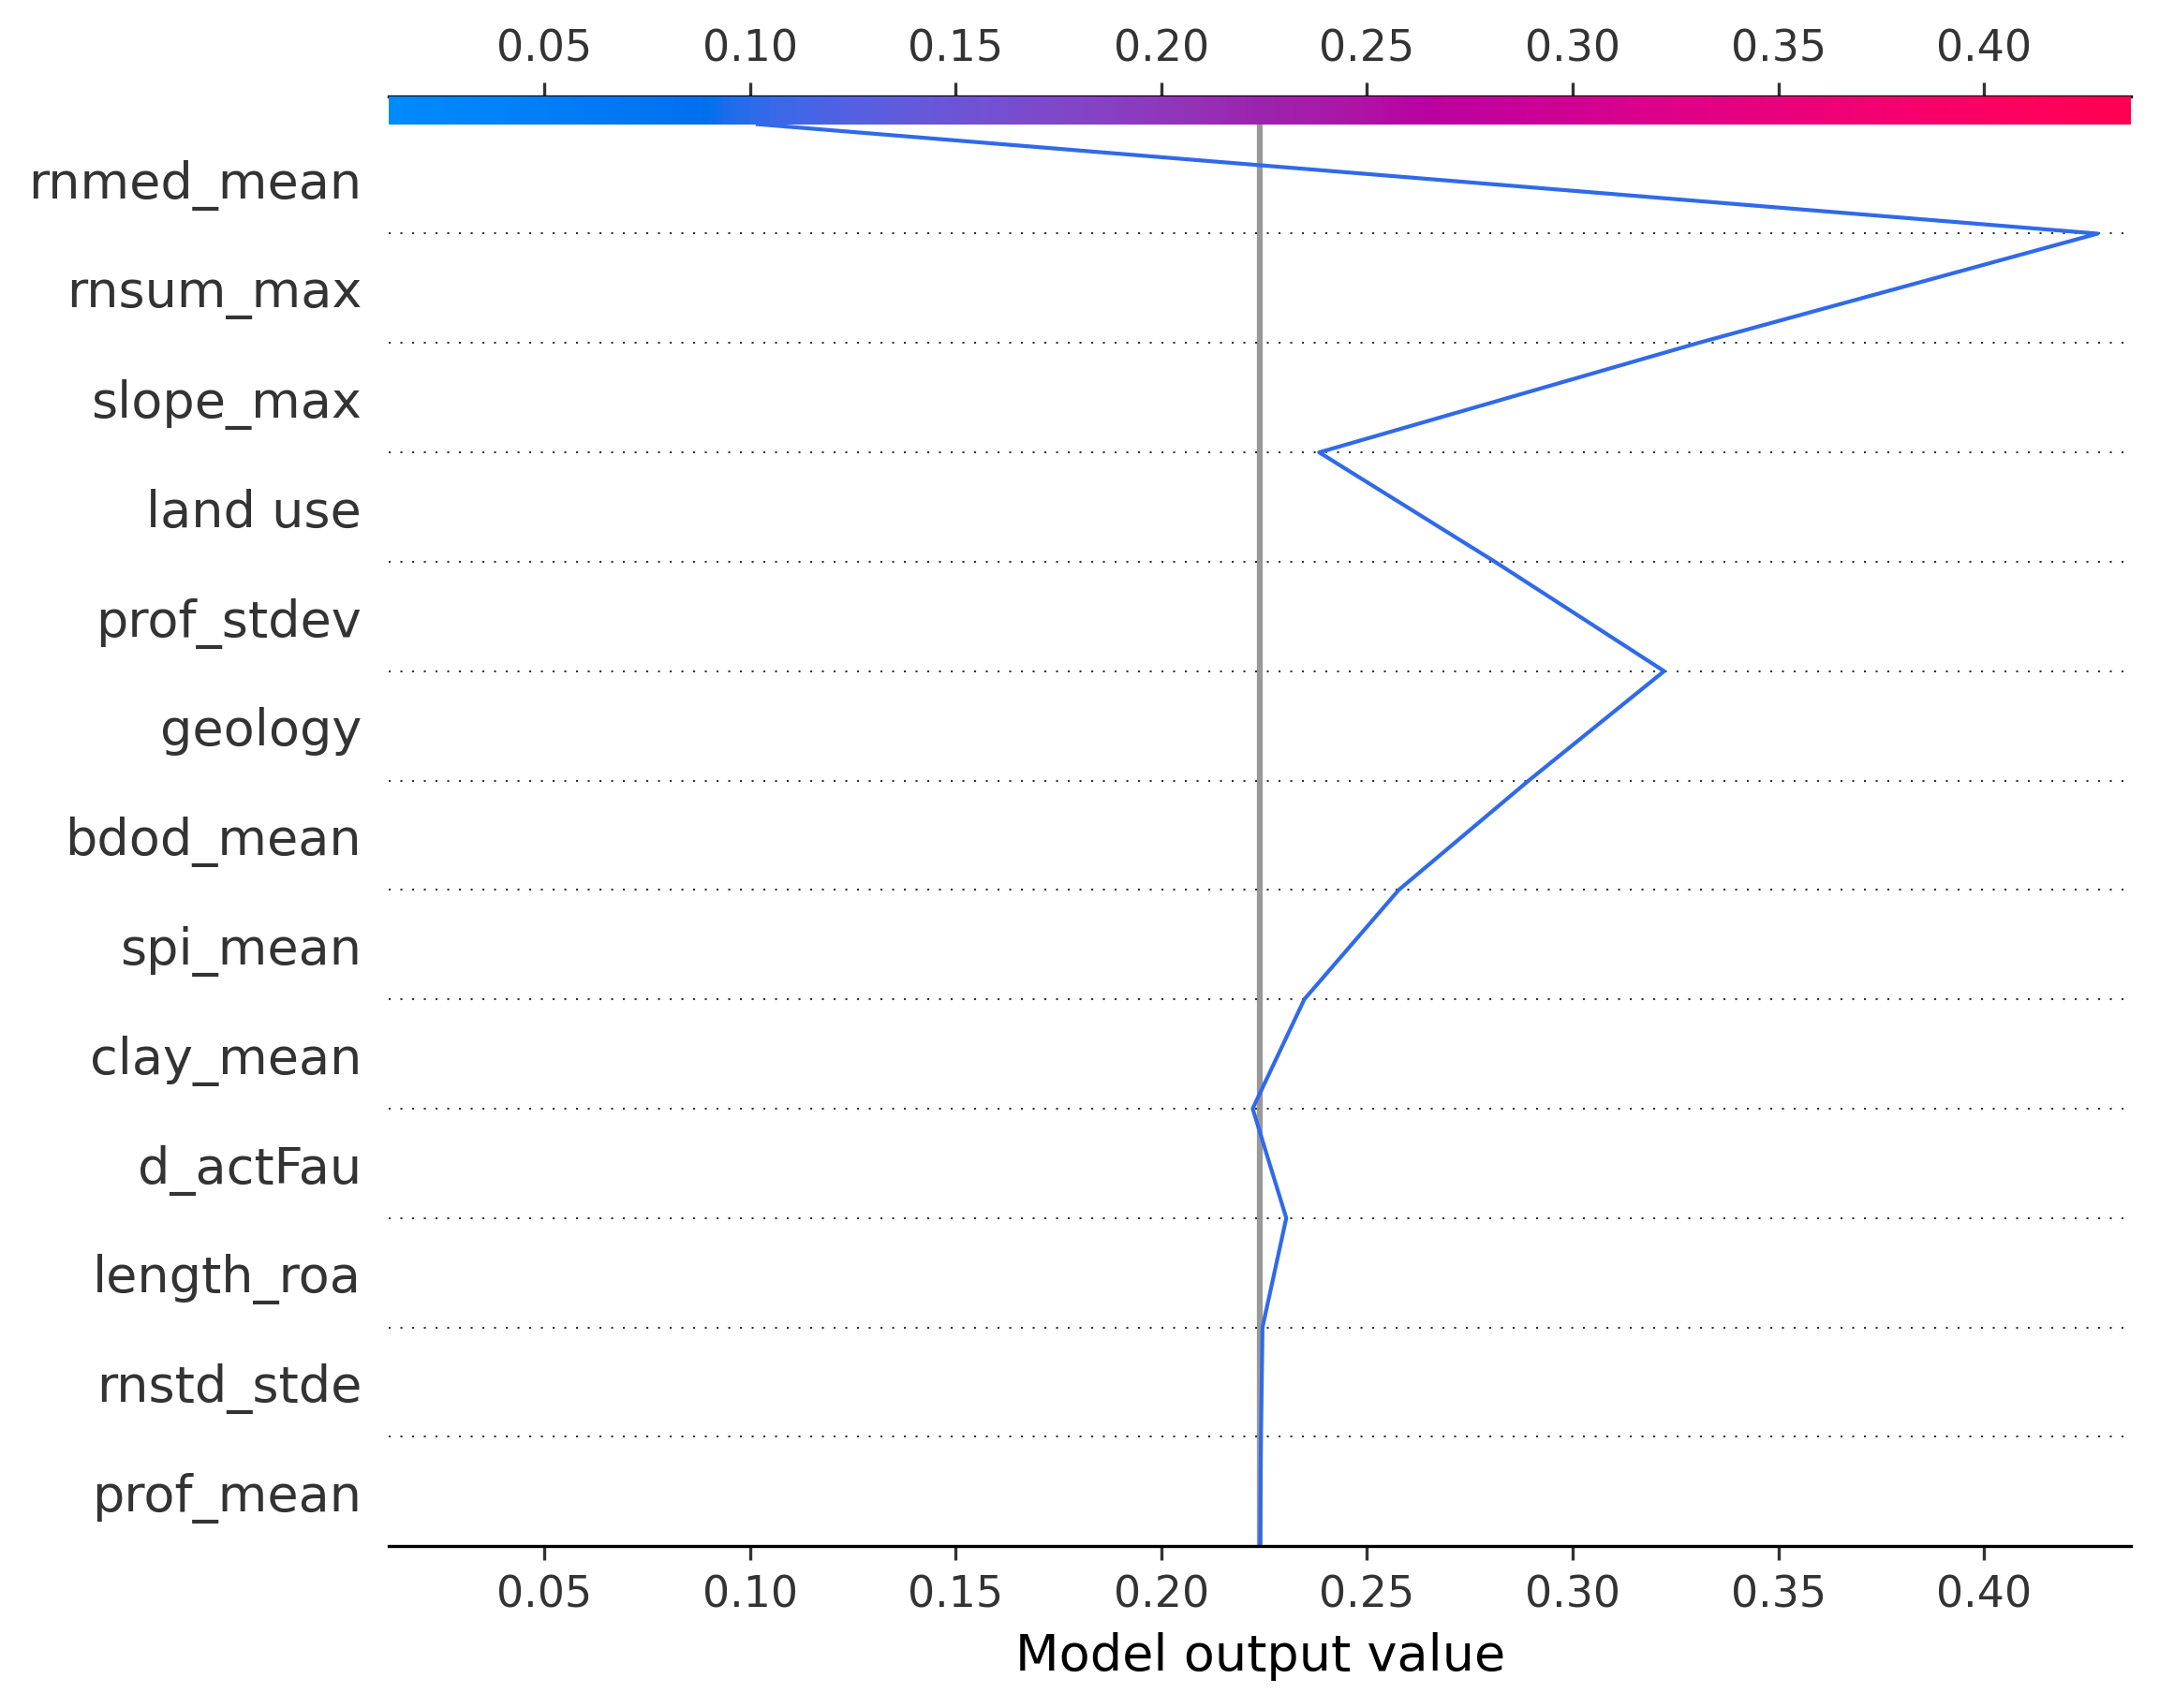 0.05 0.10 0.15 0.20 0.25 0.30 0.35 0.40
rnmed_mean
rnsum_max
slope_max
land use
prof_stdev
geology
bdod_mean
spi_mean
clay_mean
d_actFau
length_roa
rnstd_stde
prof_mean
0.05 0.10 0.15 0.20 0.25 0.30 0.35 0.40
Model output value